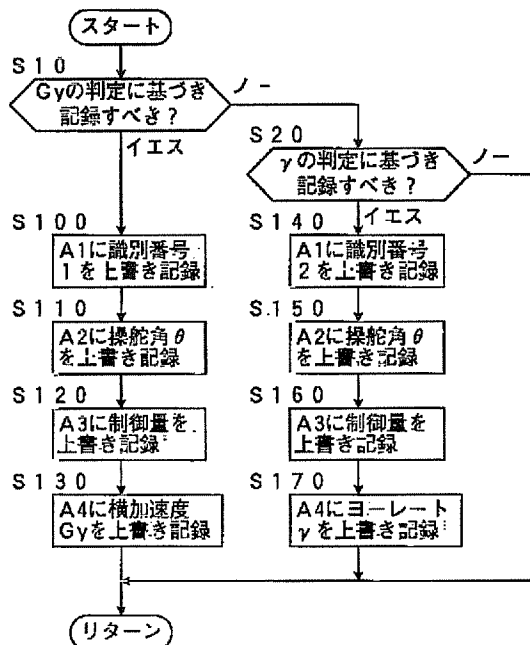 スタート
S10
Gyの判定に基づき
記録すべき?
ノー
イエス
S20
γの判定に基づき
記録すべき?
ノー
イエス
S100
A1に識別番号
1を上書き記録
S110
A2に操舵角θ
を上書き記録
S120
A3に制御量を
上書き記録
S130
A4に横加速度
Gyを上書き記録
S140
A1に識別番号
2を上書き記録
S.150
A2に操舵角θ
を上書き記録
S160
A3に制御量を
上書き記録
S170
A4にヨーレート
γを上書き記録
リターン